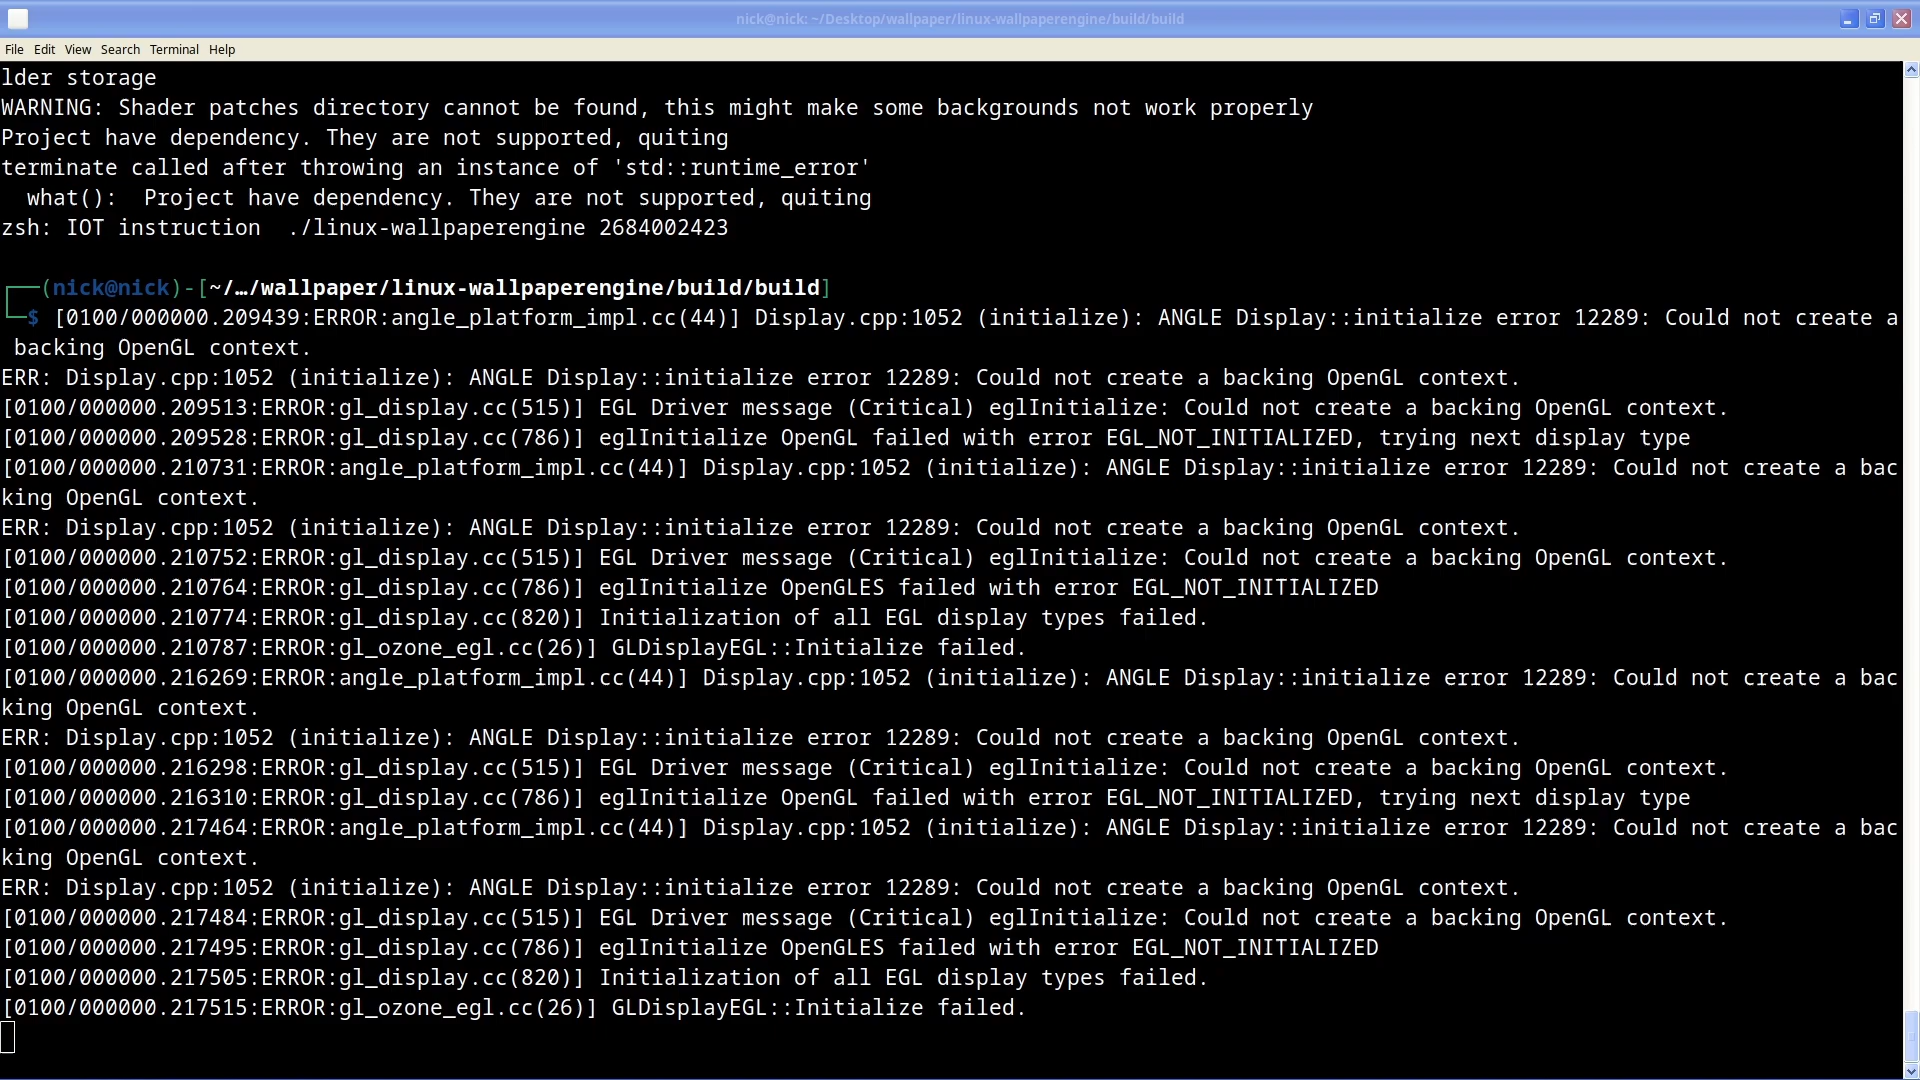 nick@nick: ~/Desktop/wallpaper/linux-wallpaperengine/build/build
File Edit View Search Terminal Help
lder storage
WARNING: Shader patches directory cannot be found, this might make some backgrounds not work properly
Project have dependency. They are not supported, quiting
terminate called after throwing an instance of 'std::runtime_error'
  what():  Project have dependency. They are not supported, quiting
zsh: IOT instruction  ./linux-wallpaperengine 2684002423
┌──(nick@nick)-[~/…/wallpaper/linux-wallpaperengine/build/build]
└─$ [0100/000000.209439:ERROR:angle_platform_impl.cc(44)] Display.cpp:1052 (initialize): ANGLE Display::initialize error 12289: Could not create a
 backing OpenGL context.
ERR: Display.cpp:1052 (initialize): ANGLE Display::initialize error 12289: Could not create a backing OpenGL context.
[0100/000000.209513:ERROR:gl_display.cc(515)] EGL Driver message (Critical) eglInitialize: Could not create a backing OpenGL context.
[0100/000000.209528:ERROR:gl_display.cc(786)] eglInitialize OpenGL failed with error EGL_NOT_INITIALIZED, trying next display type
[0100/000000.210731:ERROR:angle_platform_impl.cc(44)] Display.cpp:1052 (initialize): ANGLE Display::initialize error 12289: Could not create a bac
king OpenGL context.
ERR: Display.cpp:1052 (initialize): ANGLE Display::initialize error 12289: Could not create a backing OpenGL context.
[0100/000000.210752:ERROR:gl_display.cc(515)] EGL Driver message (Critical) eglInitialize: Could not create a backing OpenGL context.
[0100/000000.210764:ERROR:gl_display.cc(786)] eglInitialize OpenGLES failed with error EGL_NOT_INITIALIZED
[0100/000000.210774:ERROR:gl_display.cc(820)] Initialization of all EGL display types failed.
[0100/000000.210787:ERROR:gl_ozone_egl.cc(26)] GLDisplayEGL::Initialize failed.
[0100/000000.216269:ERROR:angle_platform_impl.cc(44)] Display.cpp:1052 (initialize): ANGLE Display::initialize error 12289: Could not create a bac
king OpenGL context.
ERR: Display.cpp:1052 (initialize): ANGLE Display::initialize error 12289: Could not create a backing OpenGL context.
[0100/000000.216298:ERROR:gl_display.cc(515)] EGL Driver message (Critical) eglInitialize: Could not create a backing OpenGL context.
[0100/000000.216310:ERROR:gl_display.cc(786)] eglInitialize OpenGL failed with error EGL_NOT_INITIALIZED, trying next display type
[0100/000000.217464:ERROR:angle_platform_impl.cc(44)] Display.cpp:1052 (initialize): ANGLE Display::initialize error 12289: Could not create a bac
king OpenGL context.
ERR: Display.cpp:1052 (initialize): ANGLE Display::initialize error 12289: Could not create a backing OpenGL context.
[0100/000000.217484:ERROR:gl_display.cc(515)] EGL Driver message (Critical) eglInitialize: Could not create a backing OpenGL context.
[0100/000000.217495:ERROR:gl_display.cc(786)] eglInitialize OpenGLES failed with error EGL_NOT_INITIALIZED
[0100/000000.217505:ERROR:gl_display.cc(820)] Initialization of all EGL display types failed.
[0100/000000.217515:ERROR:gl_ozone_egl.cc(26)] GLDisplayEGL::Initialize failed.